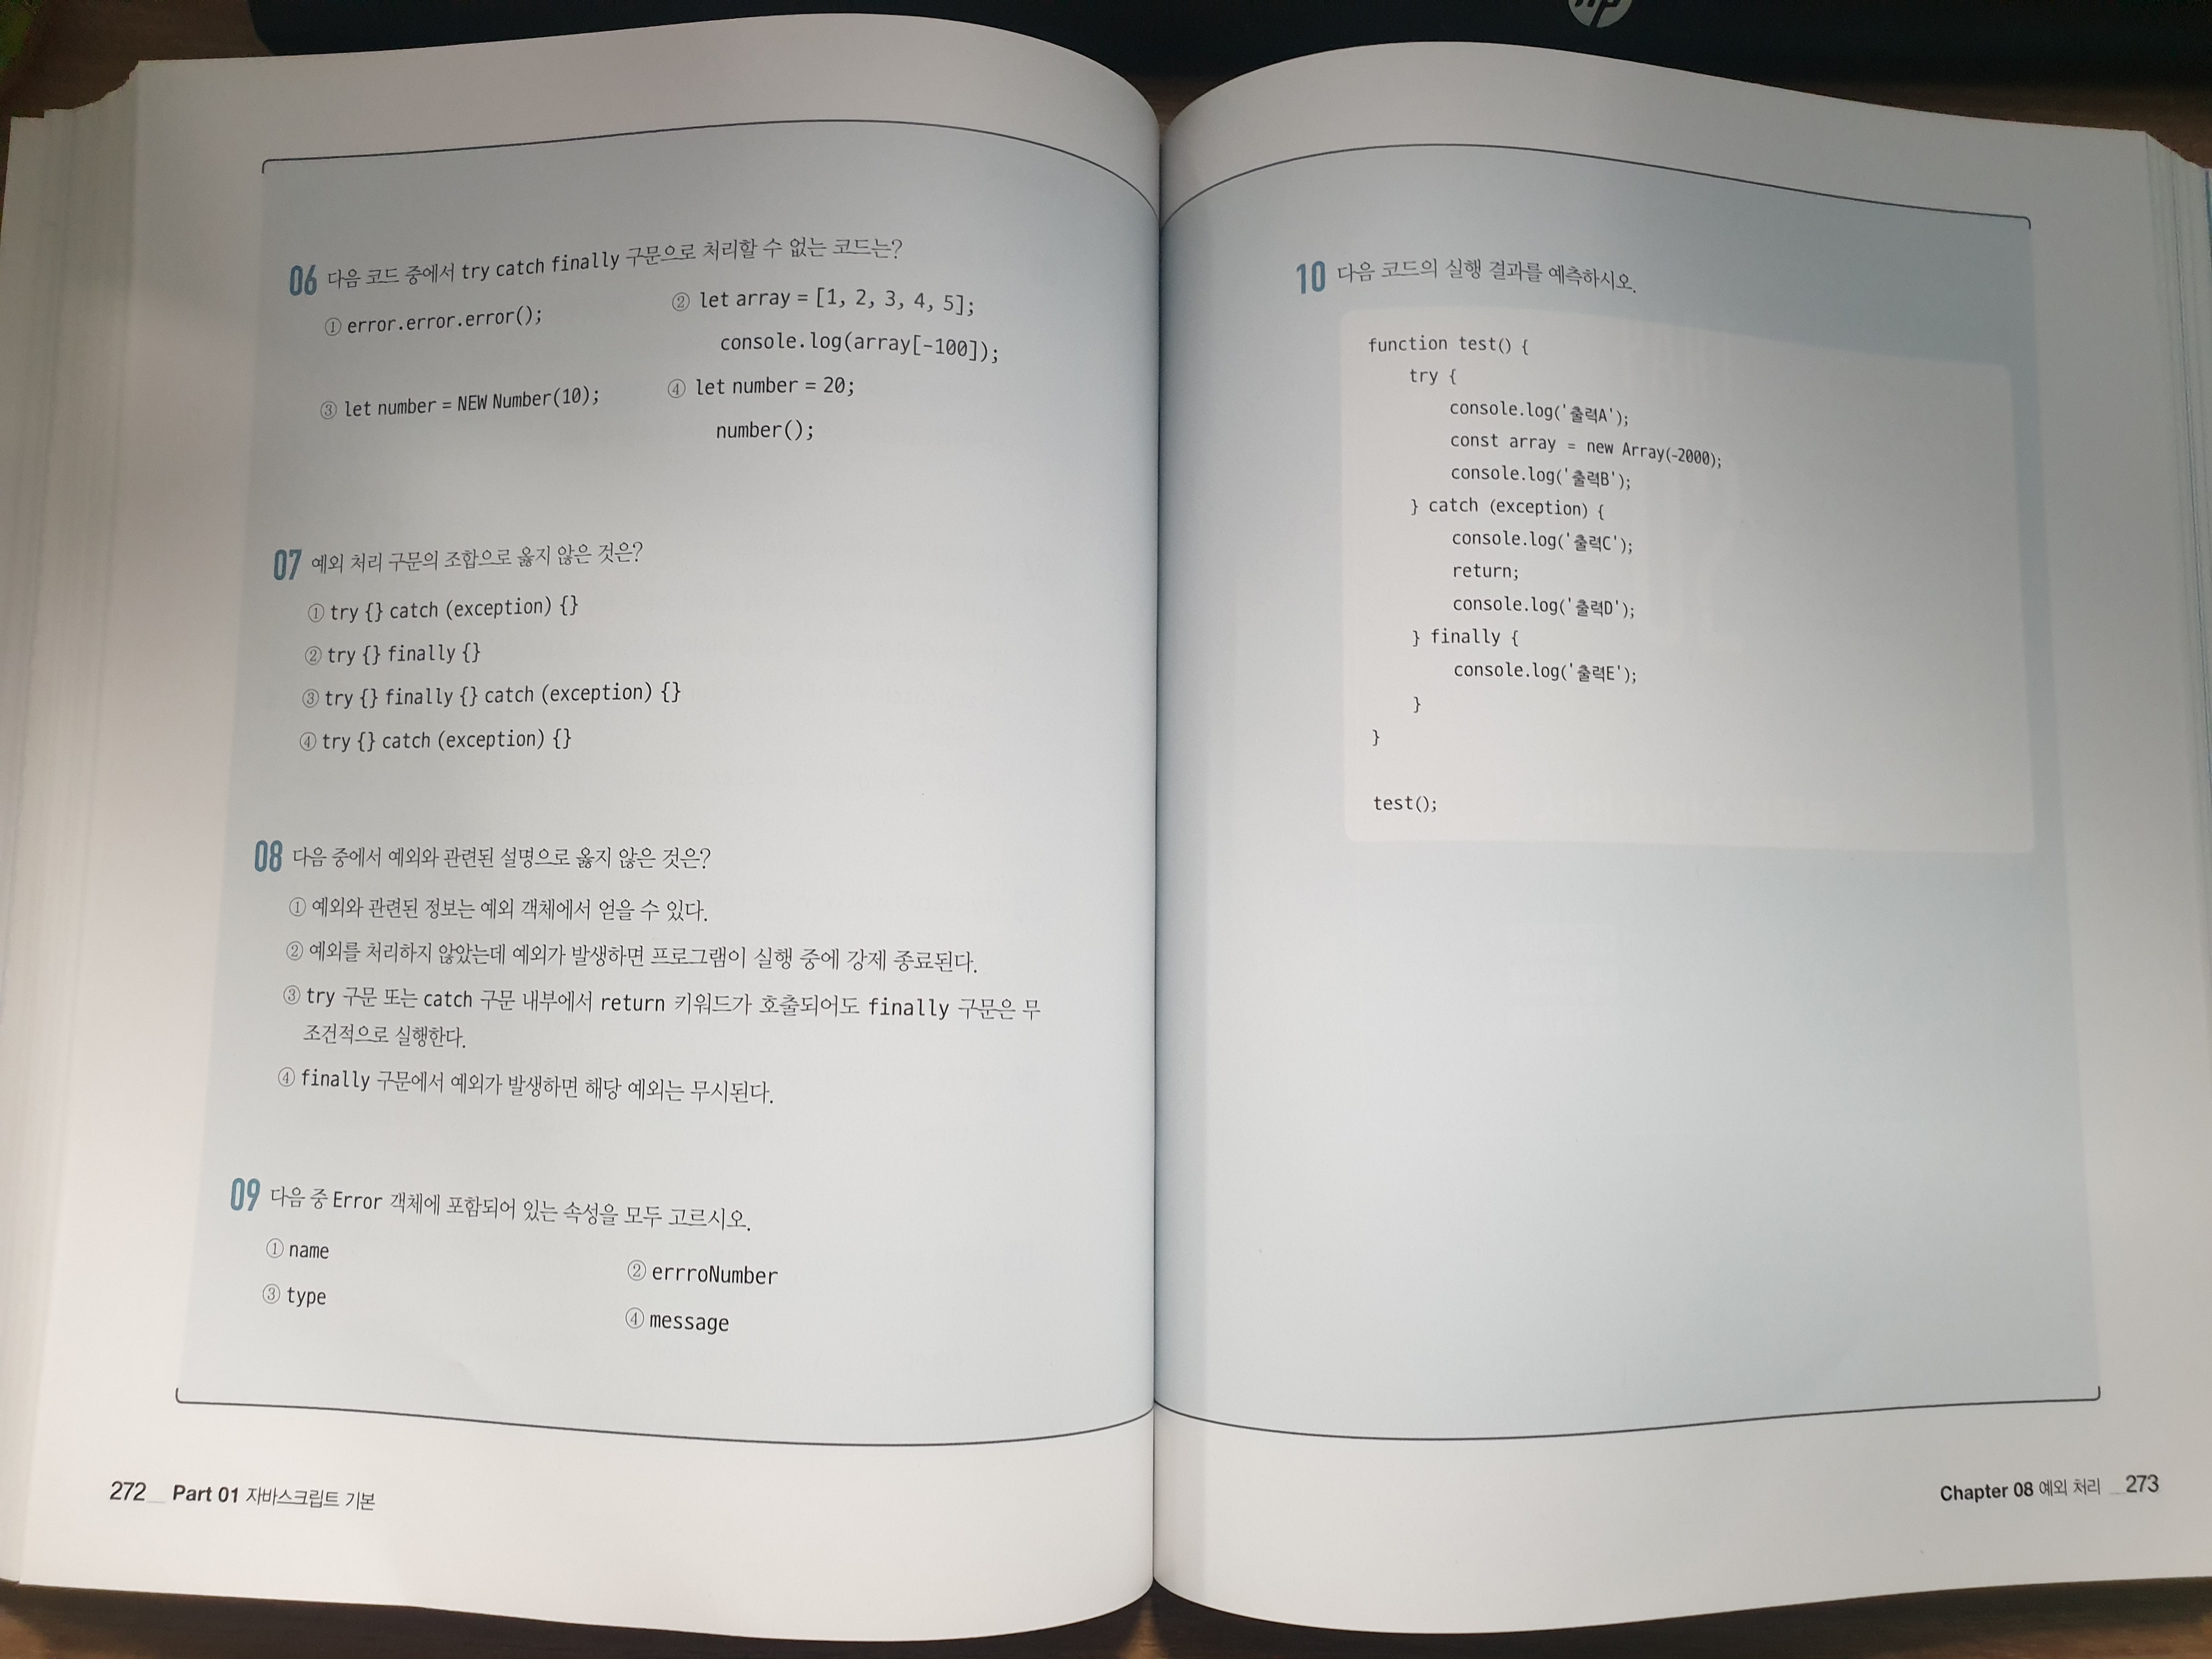 hp
06 다음 코드 중에서 try catch finally 구문으로 처리할 수 없는 코드는?
① error.error.error();
② let array = [1, 2, 3, 4, 5];
console.log(array[-100]);
③ let number = NEW Number(10);
④ let number = 20;
number();
07 예외 처리 구문의 조합으로 옳지 않은 것은?
① try {} catch (exception) {}
② try {} finally {}
③ try {} finally {} catch (exception) {}
④ try {} catch (exception) {}
08 다음 중에서 예외와 관련된 설명으로 옳지 않은 것은?
① 예외와 관련된 정보는 예외 객체에서 얻을 수 있다.
② 예외를 처리하지 않았는데 예외가 발생하면 프로그램이 실행 중에 강제 종료된다.
③ try 구문 또는 catch 구문 내부에서 return 키워드가 호출되어도 finally 구문은 무
조건적으로 실행한다.
④ finally 구문에서 예외가 발생하면 해당 예외는 무시된다.
09 다음 중 Error 객체에 포함되어 있는 속성을 모두 고르시오.
① name
② errroNumber
③ type
④ message
272 Part 01 자바스크립트 기본
10 다음 코드의 실행 결과를 예측하시오.
function test() {
try {
console.log('출력A');
const array = new Array(-2000);
console.log('출력B');
} catch (exception) {
console.log('출력C');
return;
console.log('출력D');
} finally {
console.log('출력E');
}
}
test();
Chapter 08 예외 처리 273